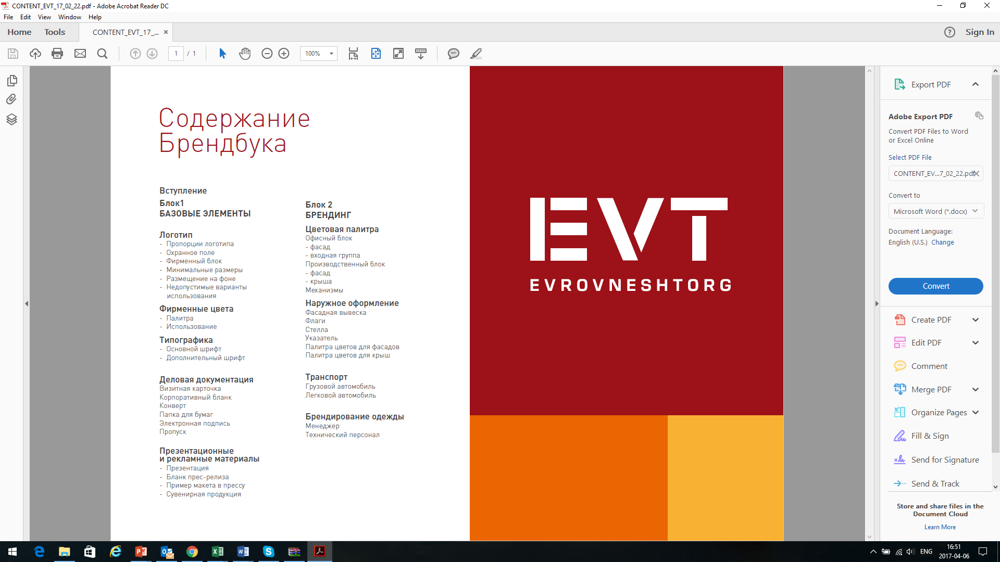 CONTENT_EVT_17_02_22.pdf - Adobe Acrobat Reader DC
File Edit View Window Help
Home Tools CONTENT_EVT_17_... × Sign In
1 / 1 100%
Содержание
Брендбука
Вступление
Блок1
БАЗОВЫЕ ЭЛЕМЕНТЫ
Логотип
- Пропорции логотипа
- Охранное поле
- Фирменный блок
- Минимальные размеры
- Размещение на фоне
- Недопустимые варианты
использования
Фирменные цвета
- Палитра
- Использование
Типографика
- Основной шрифт
- Дополнительный шрифт
Деловая документация
Визитная карточка
Корпоративный бланк
Конверт
Папка для бумаг
Электронная подпись
Пропуск
Презентационные
и рекламные материалы
- Презентация
- Бланк прес-релиза
- Пример макета в прессу
- Сувенирная продукция
Блок 2
БРЕНДИНГ
Цветовая палитра
Офисный блок
- фасад
- входная группа
Производственный блок
- фасад
- крыша
Механизмы
Наружное оформление
Фасадная вывеска
Флаги
Стелла
Указатель
Палитра цветов для фасадов
Палитра цветов для крыш
Транспорт
Грузовой автомобиль
Легковой автомобиль
Брендирование одежды
Менеджер
Технический персонал
EVT
EVROVNESHTORG
Export PDF
Adobe Export PDF
Convert PDF Files to Word
or Excel Online
Select PDF File
CONTENT_EV...7_02_22.pdf
Convert to
Microsoft Word (*.docx)
Document Language:
English (U.S.) Change
Convert
Create PDF
Edit PDF
Comment
Merge PDF
Organize Pages
Fill & Sign
Send for Signature
Send & Track
Store and share files in the
Document Cloud
Learn More
ENG
16:51
2017-04-06